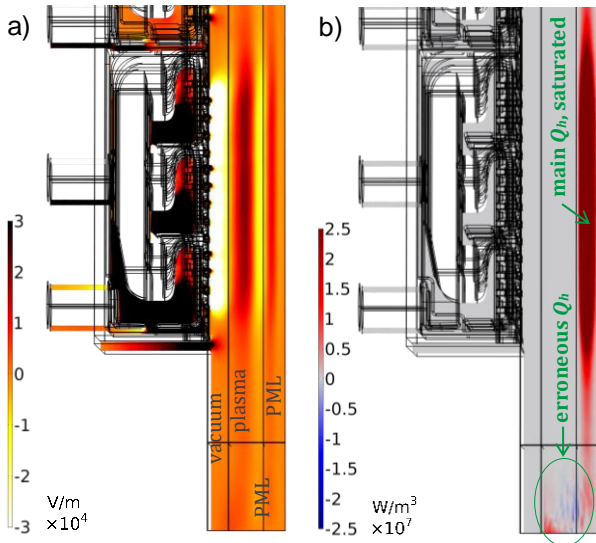 a)
3
2
1
0
-1
-2
-3
V/m
×10⁴
vacuum
plasma
PML
PML
b)
2.5
2
1.5
1
0.5
0
-0.5
-1
-1.5
-2
-2.5
W/m³
×10⁷
main Qₕ, saturated
erroneous Qₕ